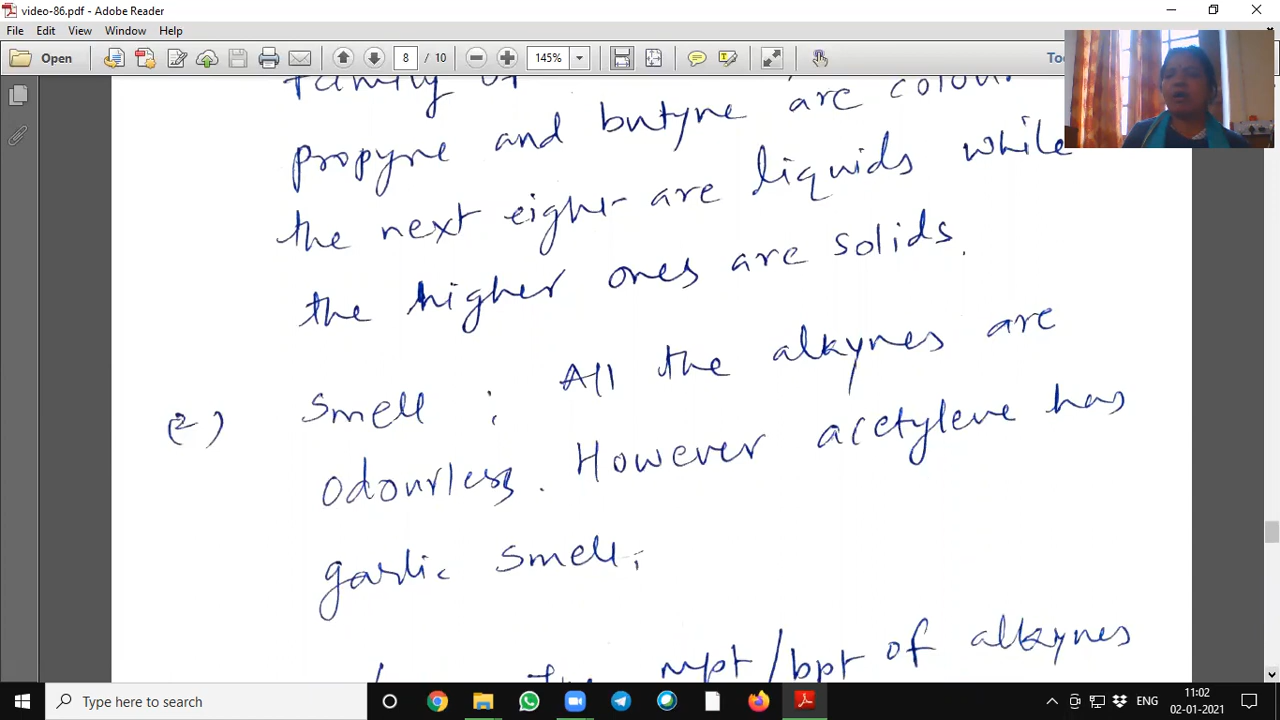 video-86.pdf - Adobe Reader
File Edit View Window Help
Open 8 / 10 145%
family of
propyne and butyne are colour
the next eight are liquids while
the higher ones are solids.
(2) Smell : All the alkynes are
odourless. However acetylene has
garlic smell.
mpt/bpt of alkynes
Type here to search
ENG
11:02
02-01-2021